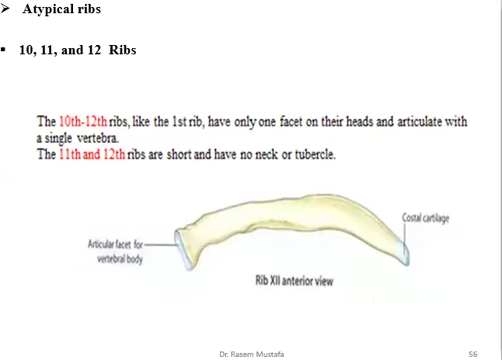 ➢ Atypical ribs
▪ 10, 11, and 12 Ribs
The 10th-12th ribs, like the 1st rib, have only one facet on their heads and articulate with
a single vertebra.
The 11th and 12th ribs are short and have no neck or tubercle.
Costal cartilage
Articular facet for
vertebral body
Rib XII anterior view
Dr. Rasem Mustafa
56